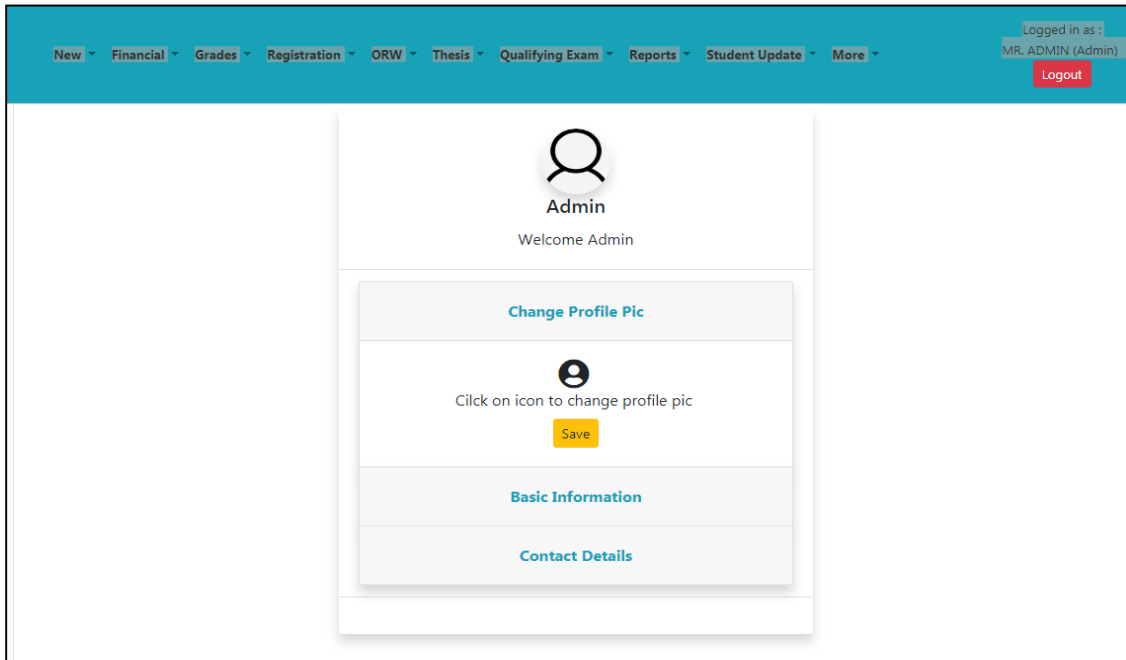 Logged in as :
New Financial Grades Registration ORW Thesis Qualifying Exam Reports Student Update More
MR. ADMIN (Admin)
Logout
Admin
Welcome Admin
Change Profile Pic
Cilck on icon to change profile pic
Save
Basic Information
Contact Details